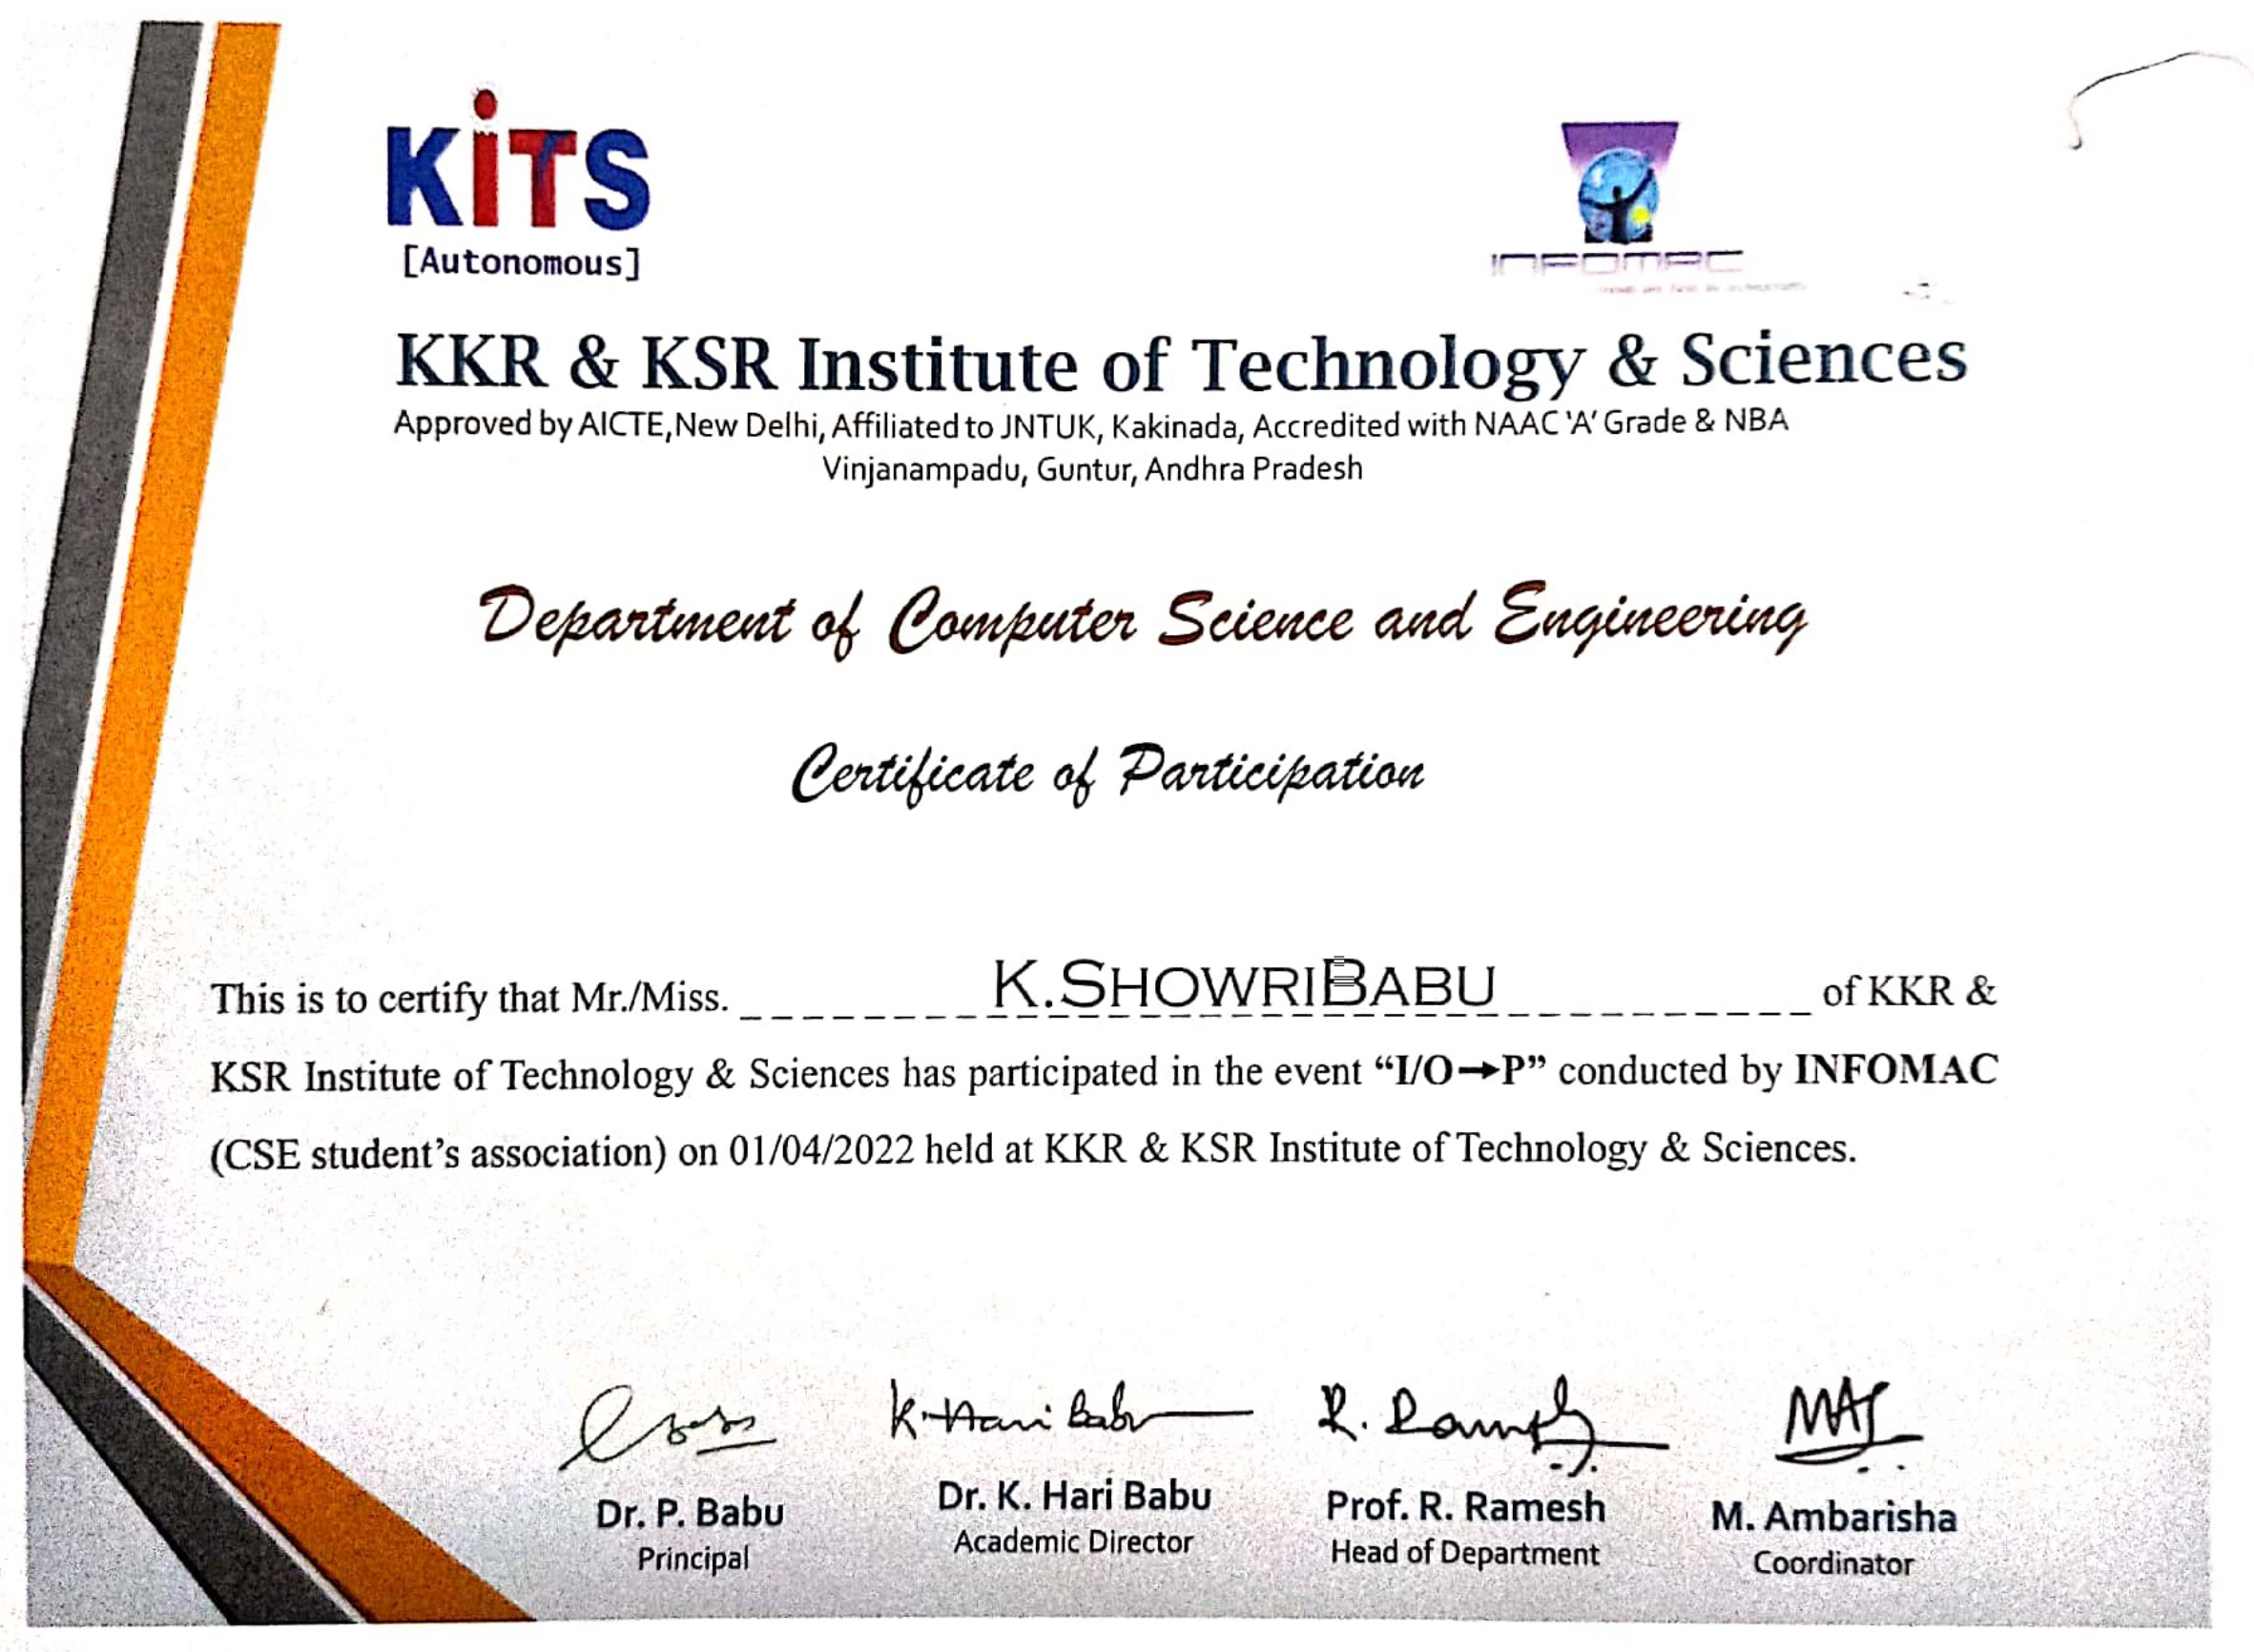 KiTS
[Autonomous]
INFOMAC
KKR & KSR Institute of Technology & Sciences
Approved by AICTE,New Delhi, Affiliated to JNTUK, Kakinada, Accredited with NAAC 'A' Grade & NBA
Vinjanampadu, Guntur, Andhra Pradesh
Department of Computer Science and Engineering
Certificate of Participation
This is to certify that Mr./Miss. K.SHOWRIBABU of KKR &
KSR Institute of Technology & Sciences has participated in the event “I/O→P” conducted by INFOMAC
(CSE student’s association) on 01/04/2022 held at KKR & KSR Institute of Technology & Sciences.
K. Hari Babu
Dr. P. Babu
Principal
Dr. K. Hari Babu
Academic Director
Prof. R. Ramesh
Head of Department
M. Ambarisha
Coordinator